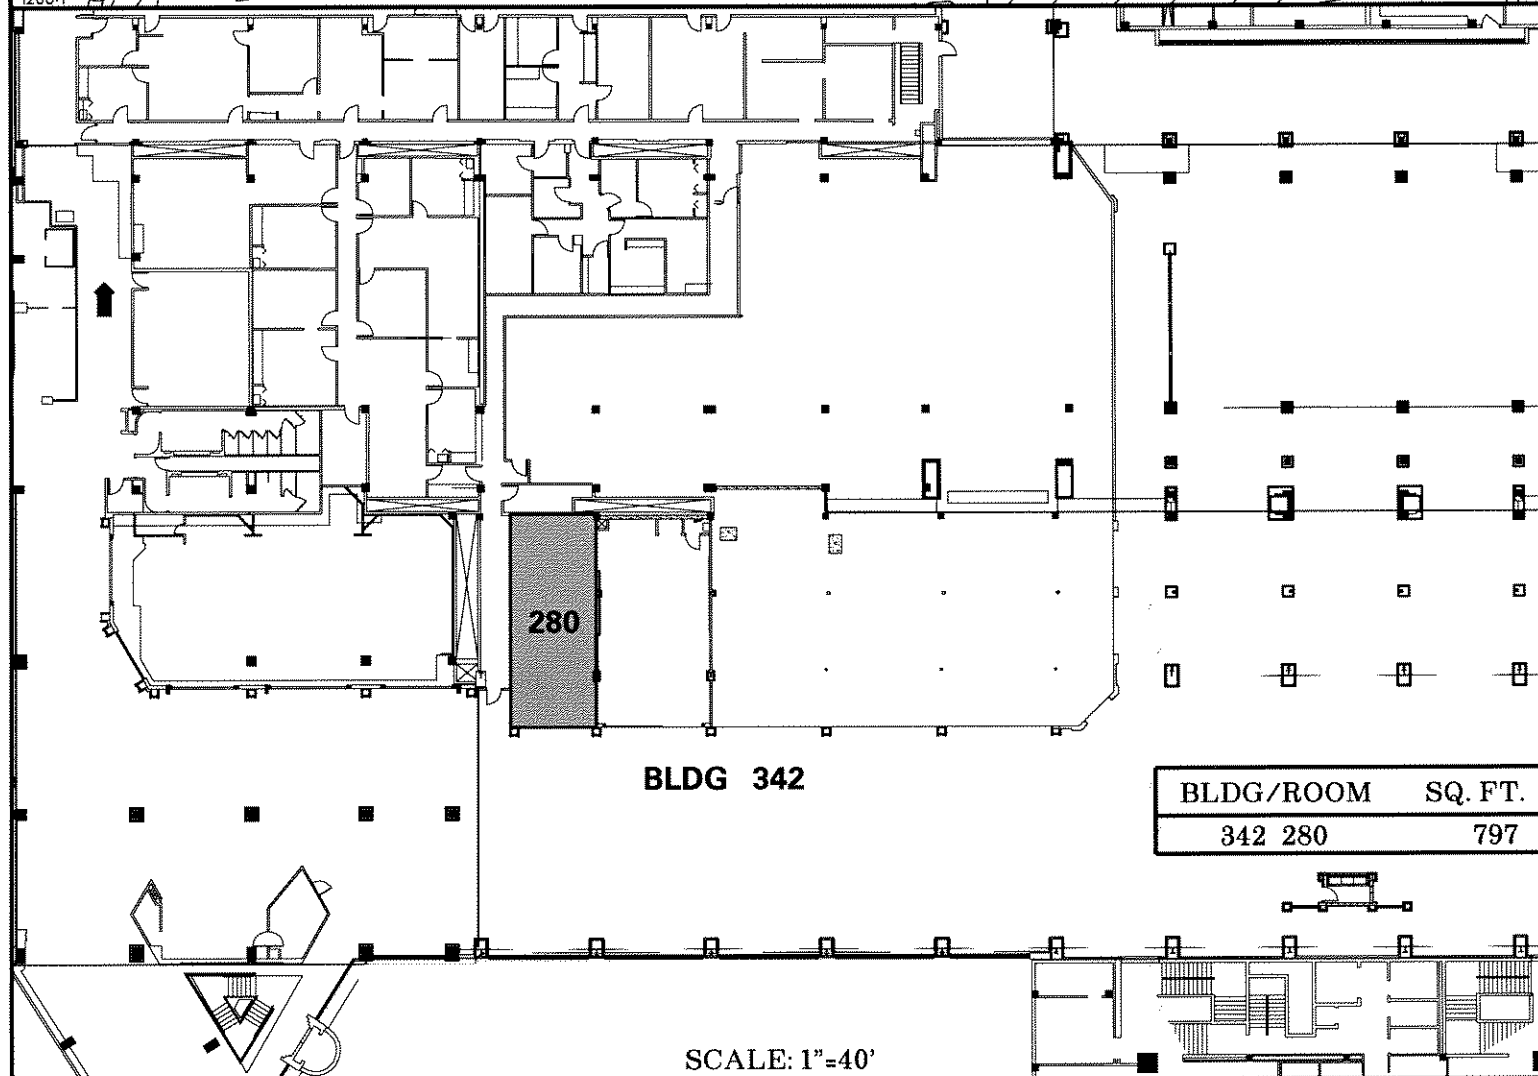 280
BLDG 342
BLDG/ROOM SQ. FT.
342 280 797
SCALE: 1"=40'